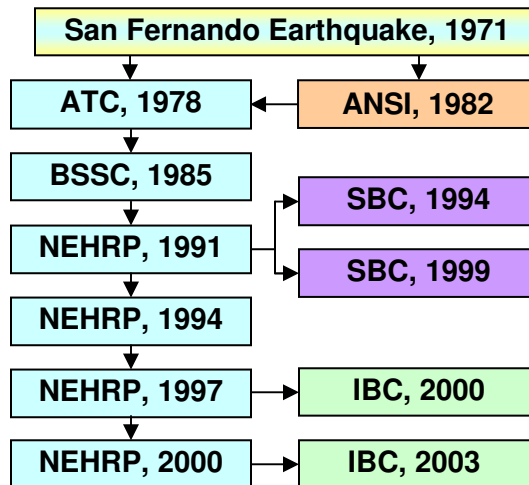 San Fernando Earthquake, 1971
ATC, 1978
ANSI, 1982
BSSC, 1985
SBC, 1994
NEHRP, 1991
SBC, 1999
NEHRP, 1994
NEHRP, 1997
IBC, 2000
NEHRP, 2000
IBC, 2003